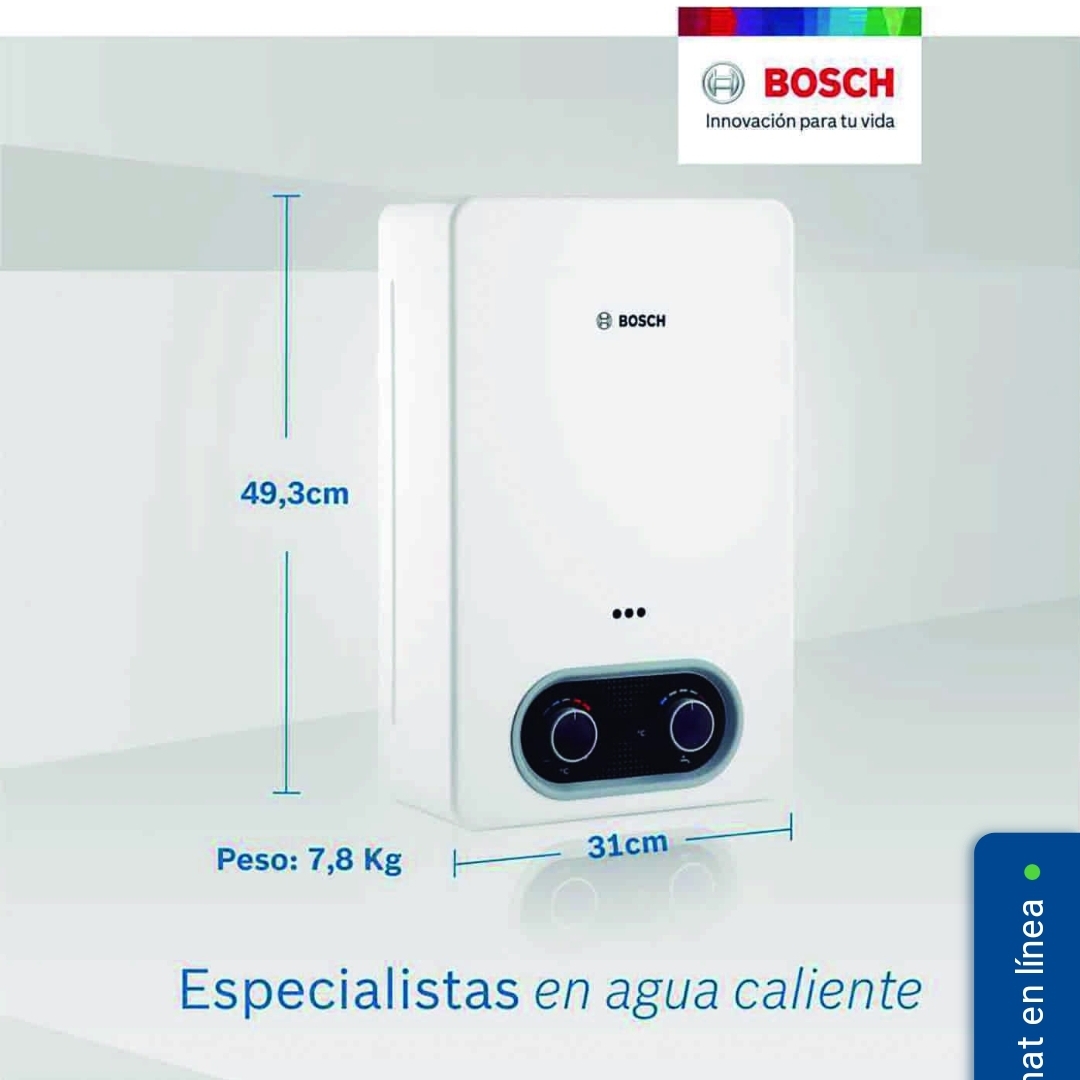 BOSCH
Innovación para tu vida
BOSCH
49,3cm
°C
°C
31cm
Peso: 7,8 Kg
Especialistas en agua caliente
hat en línea